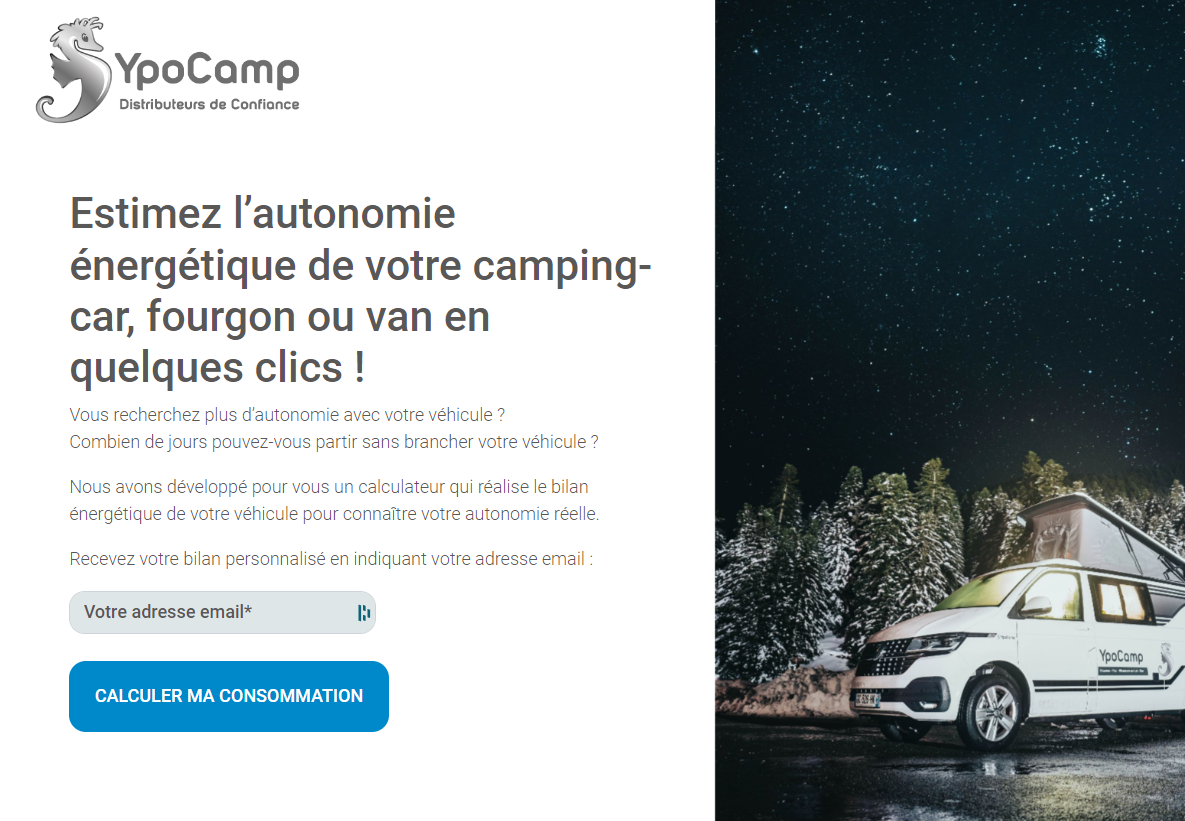 YpoCamp
Distributeurs de Confiance
Estimez l’autonomie
énergétique de votre camping-
car, fourgon ou van en
quelques clics !
Vous recherchez plus d’autonomie avec votre véhicule ?
Combien de jours pouvez-vous partir sans brancher votre véhicule ?
Nous avons développé pour vous un calculateur qui réalise le bilan
énergétique de votre véhicule pour connaître votre autonomie réelle.
Recevez votre bilan personnalisé en indiquant votre adresse email :
Votre adresse email*
CALCULER MA CONSOMMATION
YpoCamp